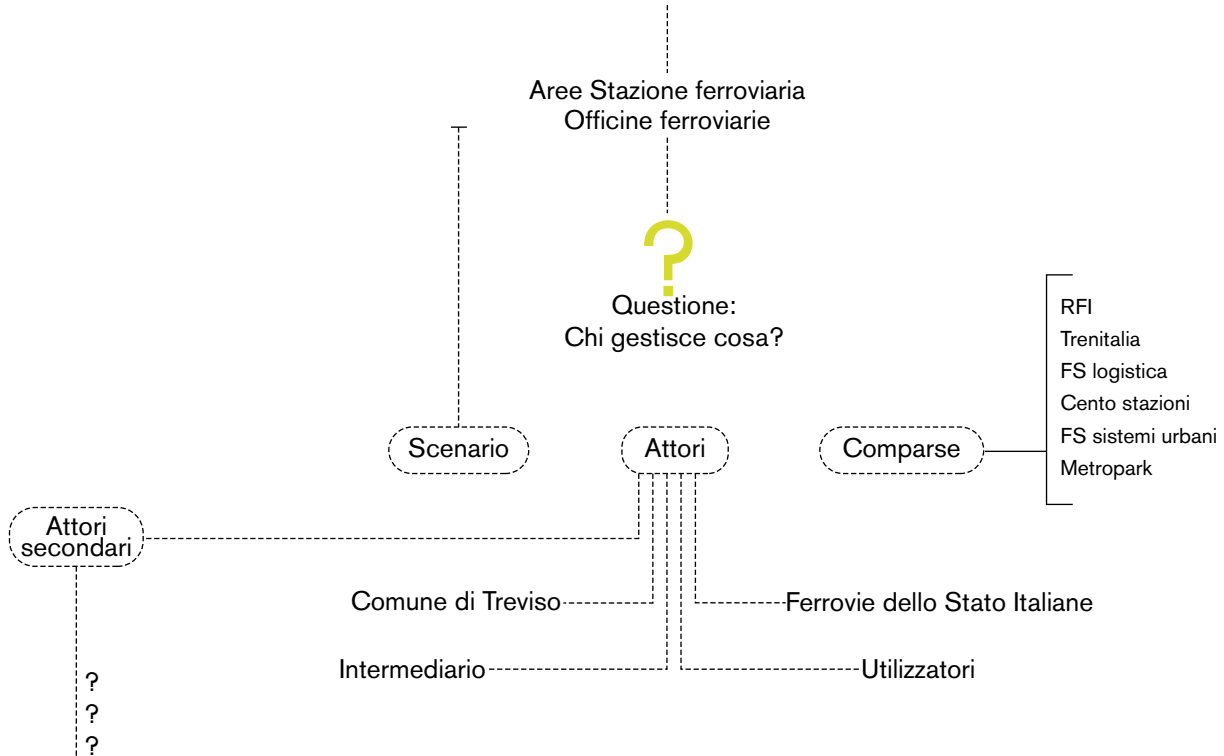 Aree Stazione ferroviaria
Officine ferroviarie
?
Questione:
Chi gestisce cosa?
Scenario
Attori
Comparse
RFI
Trenitalia
FS logistica
Cento stazioni
FS sistemi urbani
Metropark
Attori
secondari
Comune di Treviso
Ferrovie dello Stato Italiane
Intermediario
Utilizzatori
?
?
?